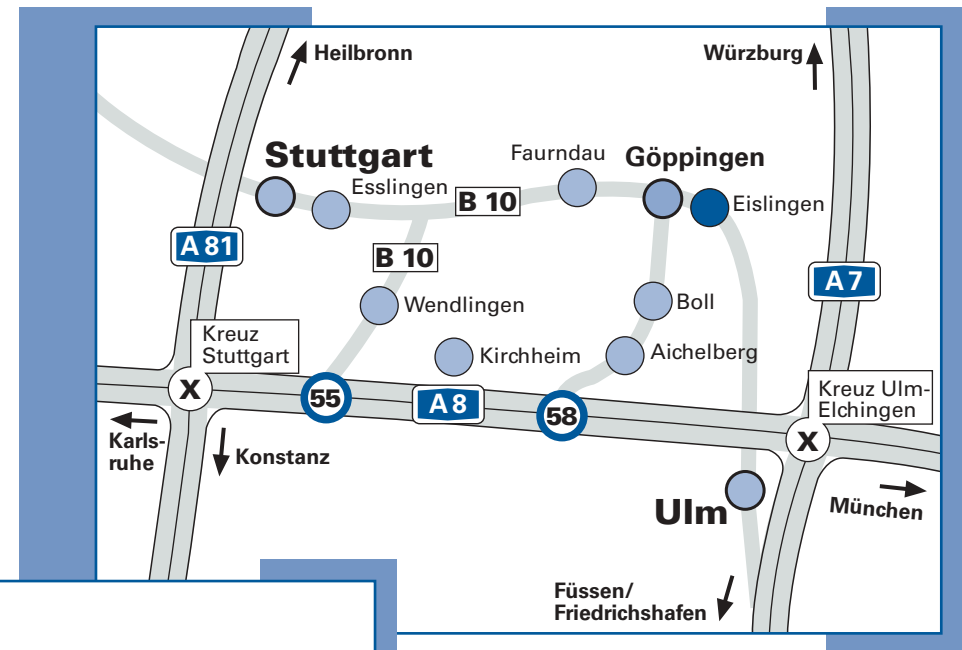 Heilbronn
Würzburg
Stuttgart
Faurndau
Göppingen
Esslingen
B 10
Eislingen
A 81
B 10
A 7
Wendlingen
Boll
Kreuz
Stuttgart
Kirchheim
Aichelberg
X
55
A 8
58
Kreuz Ulm-
Elchingen
X
Karls-
ruhe
Konstanz
Ulm
München
Füssen/
Friedrichshafen